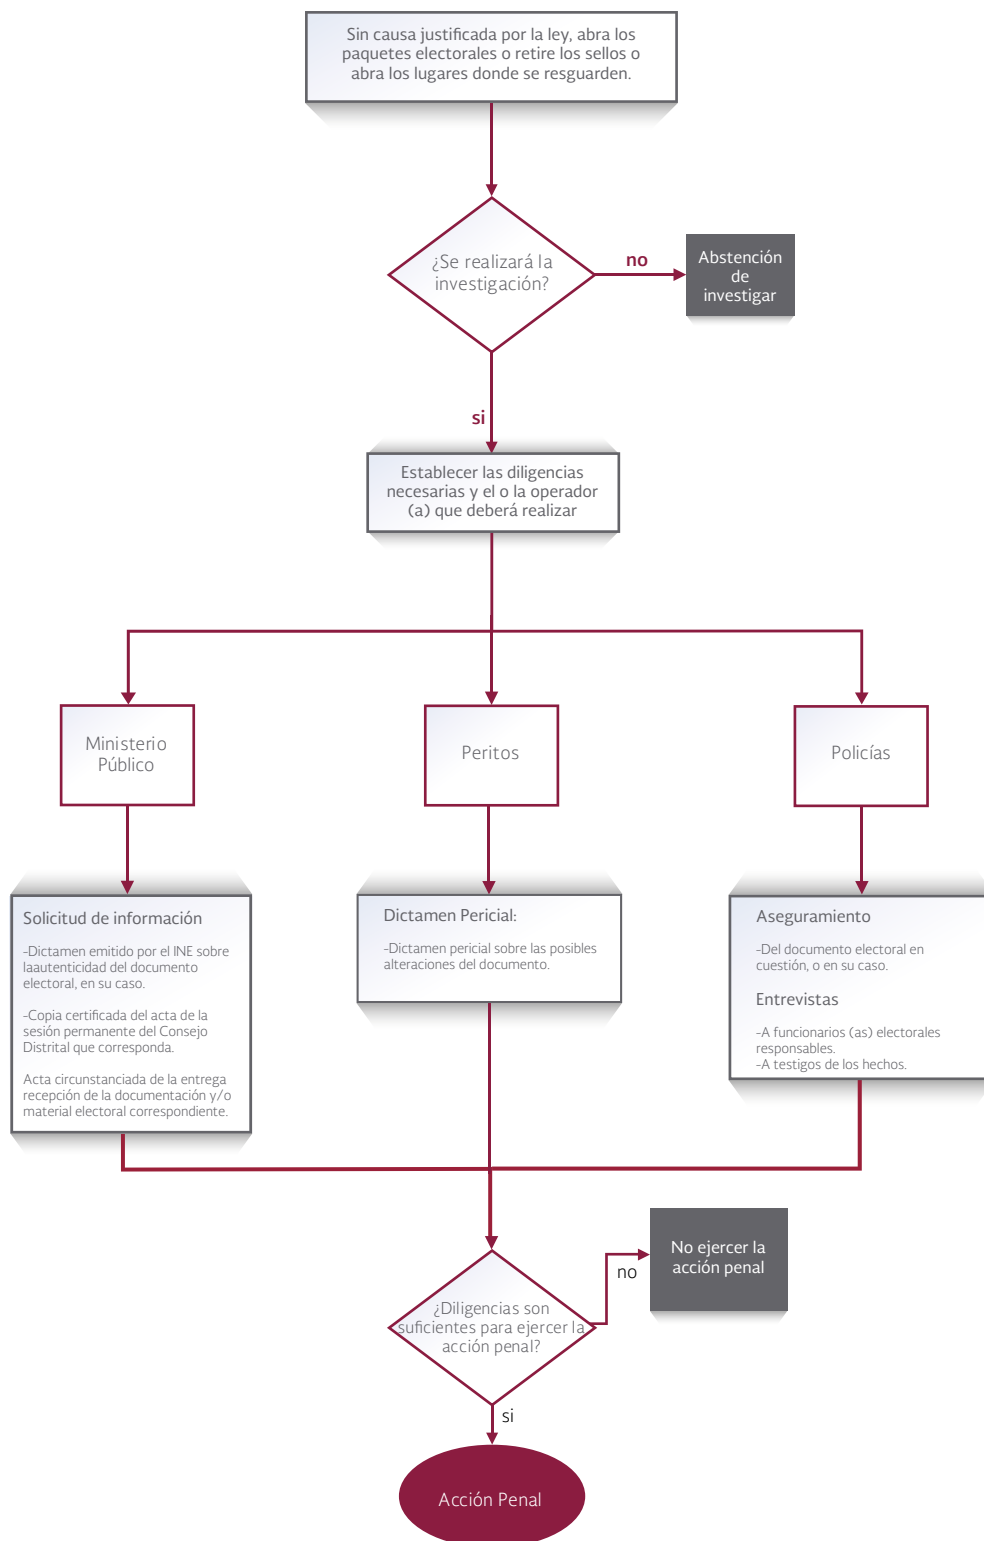 Sin causa justificada por la ley, abra los
paquetes electorales o retire los sellos o
abra los lugares donde se resguarden.
¿Se realizará la
investigación?
no
Abstención
de
investigar
si
Establecer las diligencias
necesarias y el o la operador
(a) que deberá realizar
Ministerio
Público
Peritos
Policías
Solicitud de información
-Dictamen emitido por el INE sobre
laautenticidad del documento
electoral, en su caso.
-Copia certificada del acta de la
sesión permanente del Consejo
Distrital que corresponda.
Acta circunstanciada de la entrega
recepción de la documentación y/o
material electoral correspondiente.
Dictamen Pericial:
-Dictamen pericial sobre las posibles
alteraciones del documento.
Aseguramiento
-Del documento electoral en
cuestión, o en su caso.
Entrevistas
-A funcionarios (as) electorales
responsables.
-A testigos de los hechos.
No ejercer la
acción penal
no
¿Diligencias son
suficientes para ejercer la
acción penal?
si
Acción Penal